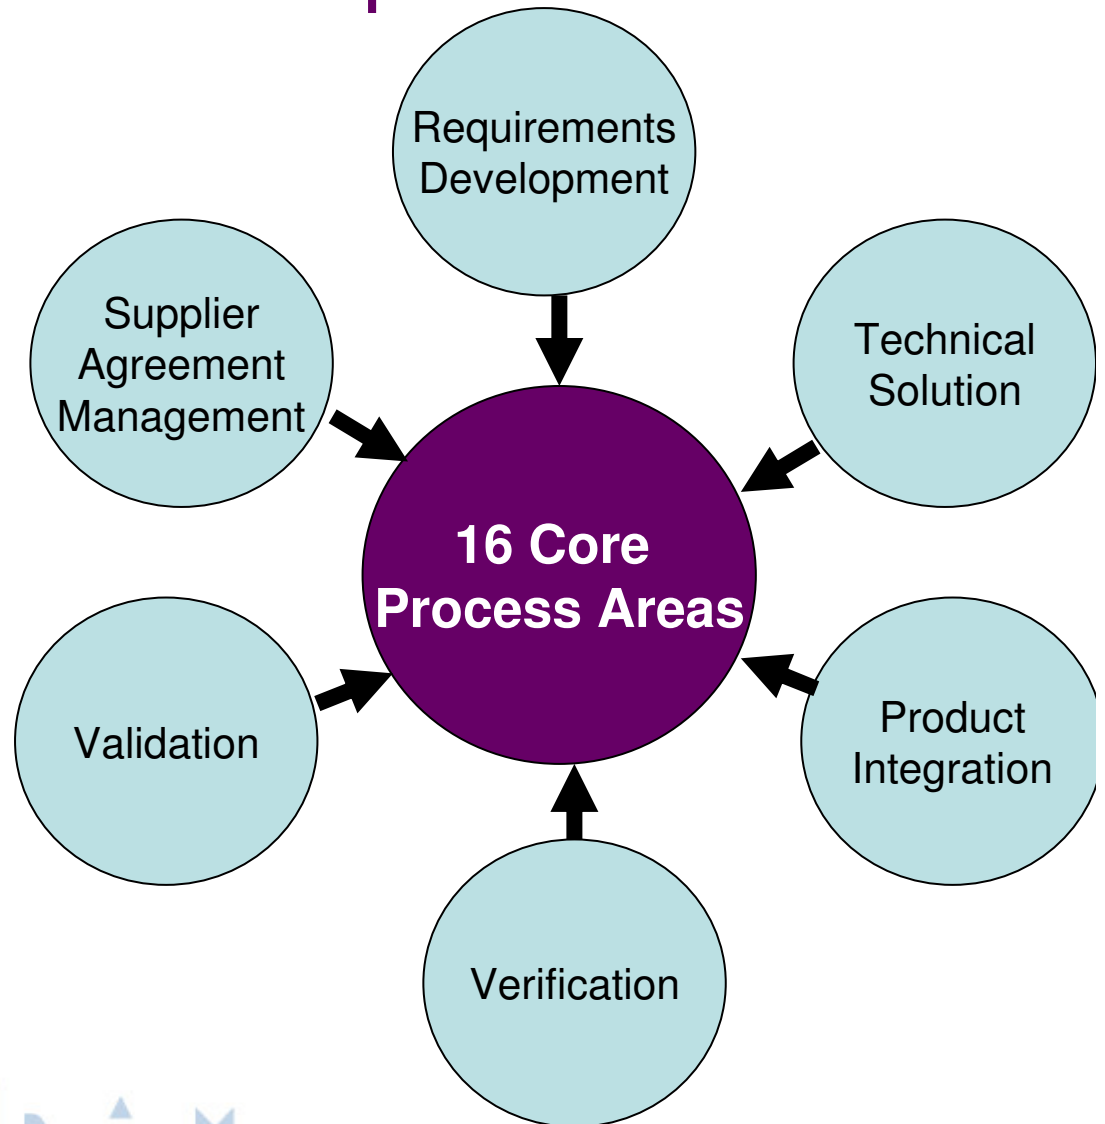 Requirements
Development
Supplier
Agreement
Management
Technical
Solution
16 Core
Process Areas
Validation
Product
Integration
Verification